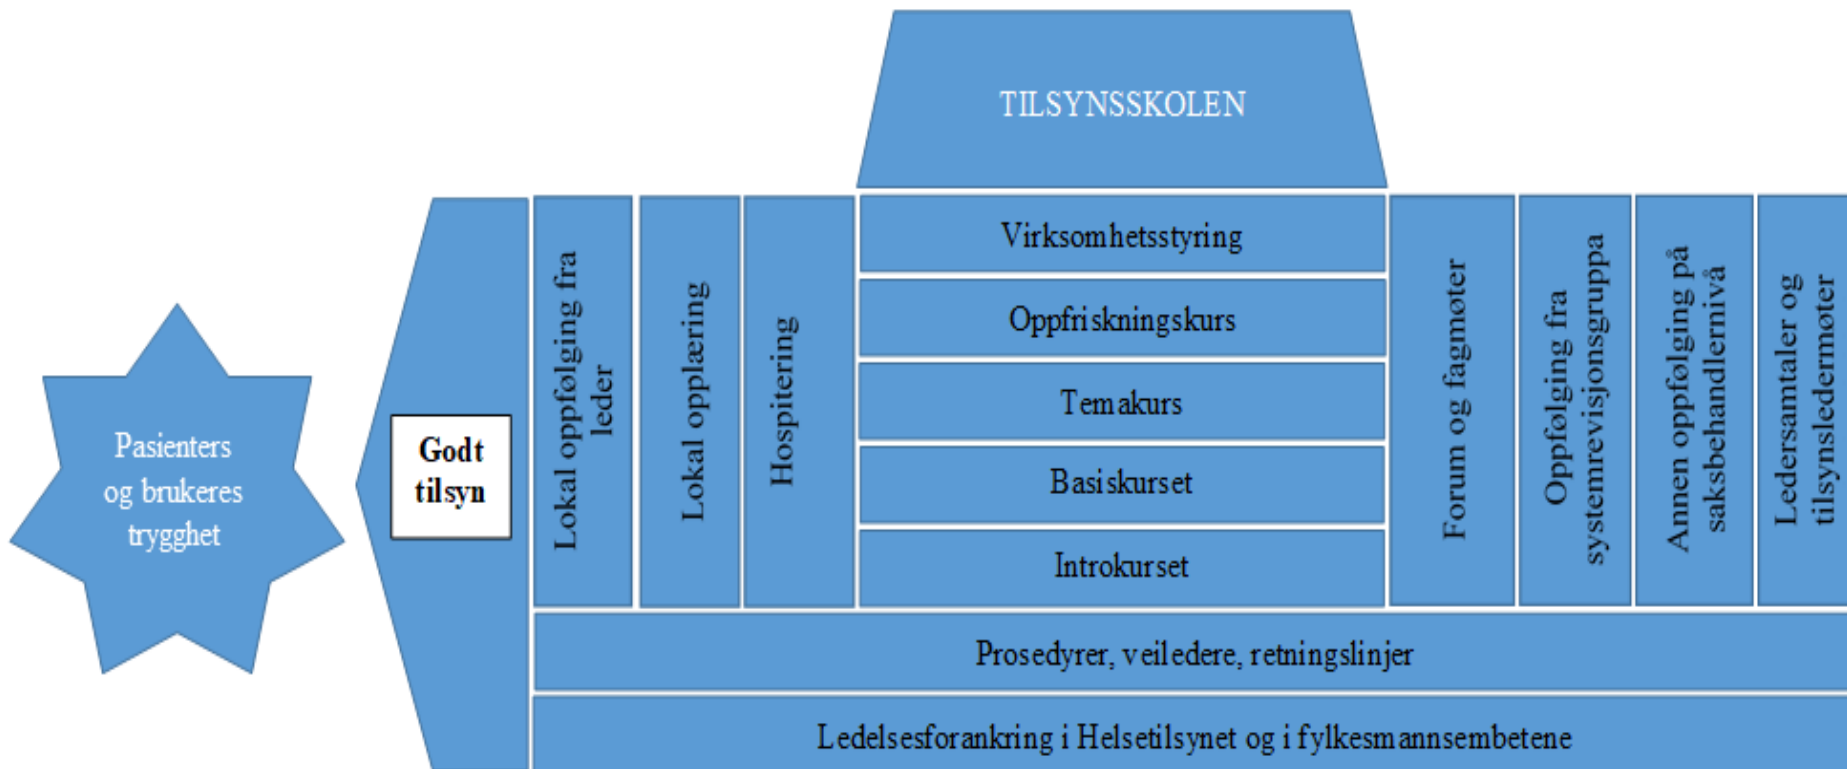 TILSYNSSKOLEN
Pasienters
og brukeres
trygghet
Godt
tilsyn
Lokal oppfølging fra
leder
Lokal opplæring
Hospitering
Virksomhetsstyring
Oppfriskningskurs
Temakurs
Basiskurset
Introkurset
Forum og fagmøter
Oppfølging fra
systemrevisjonsgruppa
Annen oppfølging på
saksbehandlernivå
Ledersamtaler og
tilsynsledermøter
Prosedyrer, veiledere, retningslinjer
Ledelsesforankring i Helsetilsynet og i fylkesmannsembetene